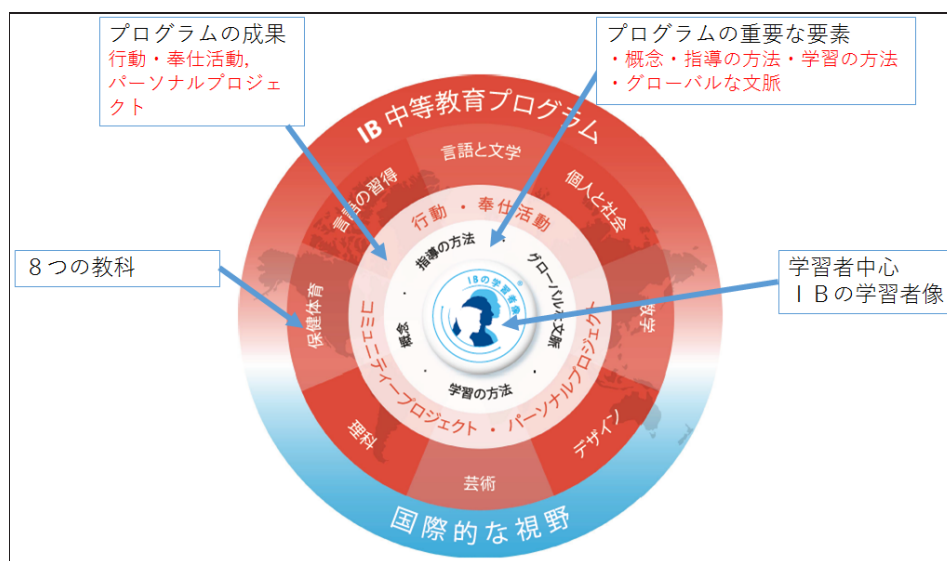 プログラムの成果
行動・奉仕活動,
パーソナルプロジェ
クト
プログラムの重要な要素
・概念・指導の方法・学習の方法
・グローバルな文脈
8つの教科
学習者中心
IBの学習者像
IB 中等教育プログラム
言語と文学
個人と社会
数学
デザイン
芸術
理科
保健体育
言語の習得
行動・奉仕活動
パーソナルプロジェクト
コミュニティープロジェクト
指導の方法
グローバルな文脈
学習の方法
概念
IBの学習者像
国際的な視野